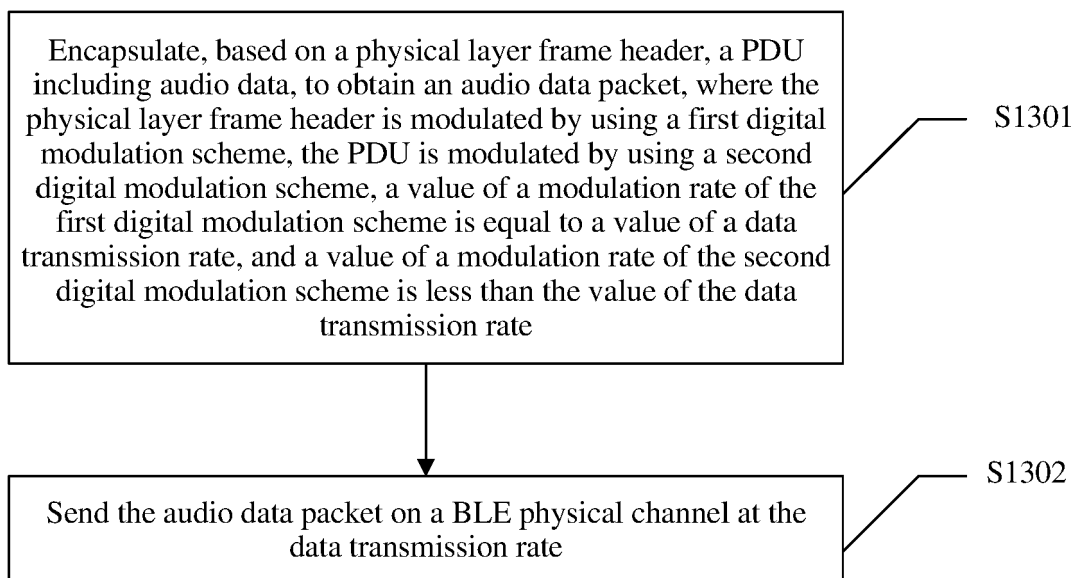 Encapsulate, based on a physical layer frame header, a PDU
including audio data, to obtain an audio data packet, where the
physical layer frame header is modulated by using a first digital
modulation scheme, the PDU is modulated by using a second
digital modulation scheme, a value of a modulation rate of the
first digital modulation scheme is equal to a value of a data
transmission rate, and a value of a modulation rate of the second
digital modulation scheme is less than the value of the data
transmission rate
S1301
Send the audio data packet on a BLE physical channel at the
data transmission rate
S1302